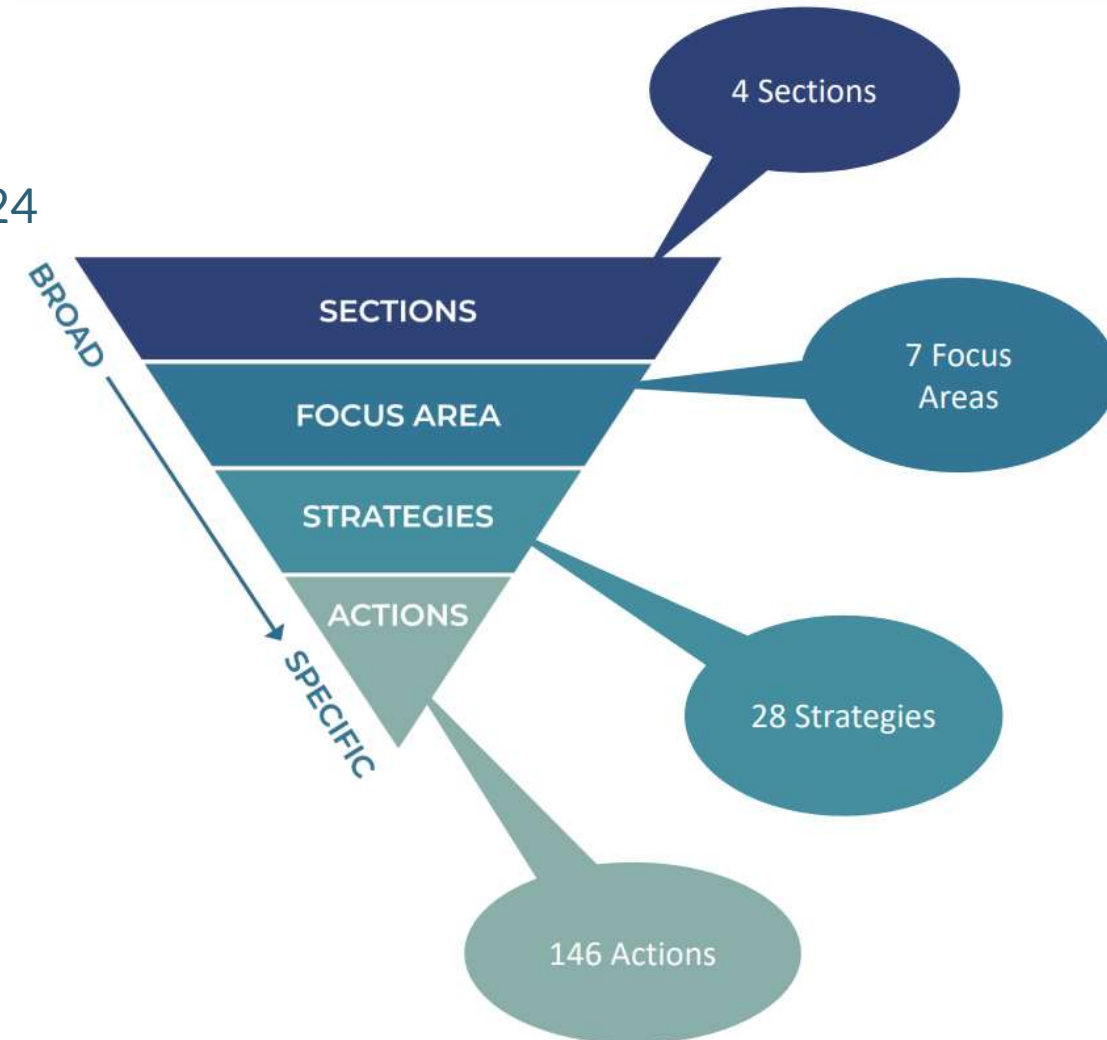 4 Sections
24
BROAD
SECTIONS
7 Focus
Areas
FOCUS AREA
STRATEGIES
ACTIONS
SPECIFIC
28 Strategies
146 Actions